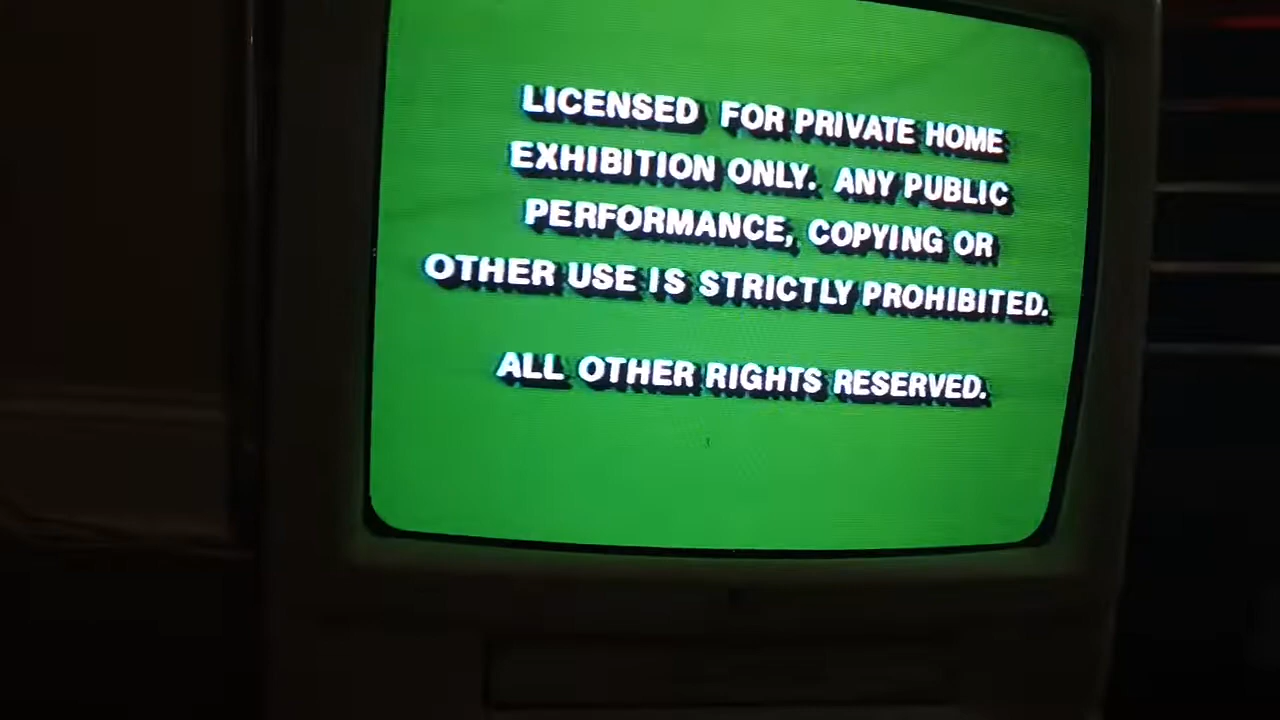 LICENSED FOR PRIVATE HOME
EXHIBITION ONLY. ANY PUBLIC
PERFORMANCE, COPYING OR
OTHER USE IS STRICTLY PROHIBITED.
ALL OTHER RIGHTS RESERVED.